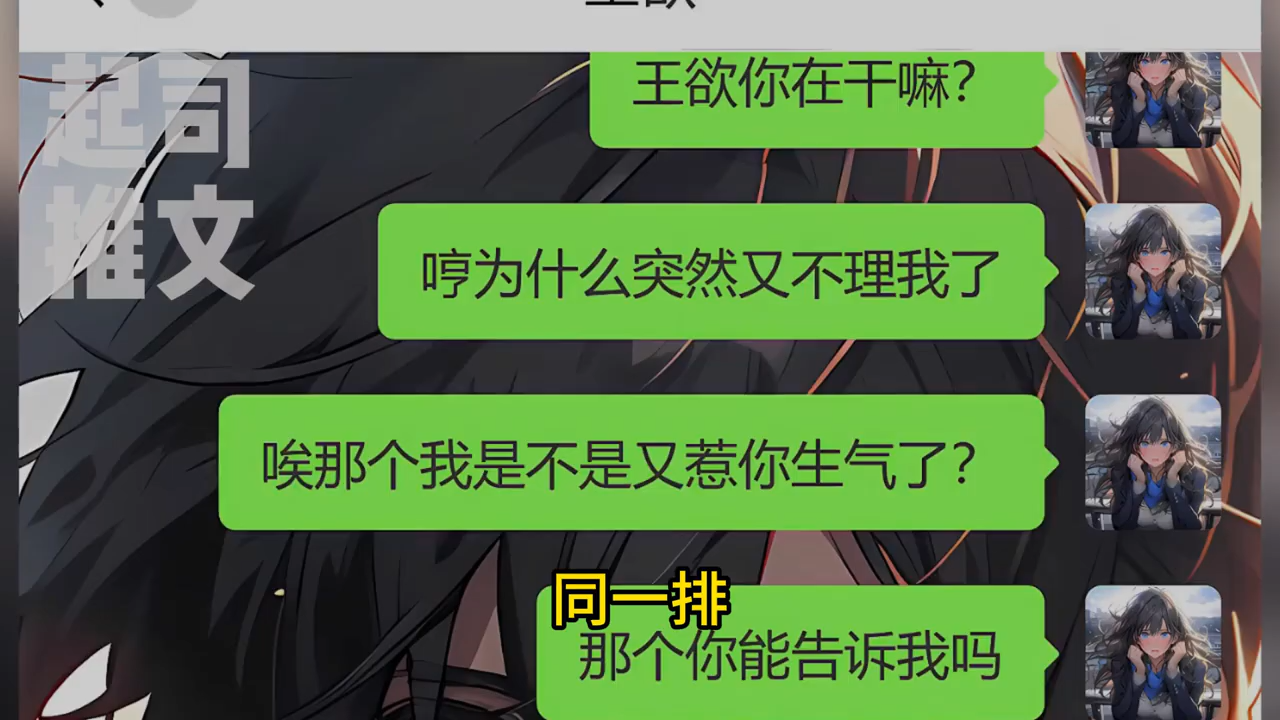 王欲
起司
推文
王欲你在干嘛？
哼为什么突然又不理我了
唉那个我是不是又惹你生气了？
同一排
那个你能告诉我吗